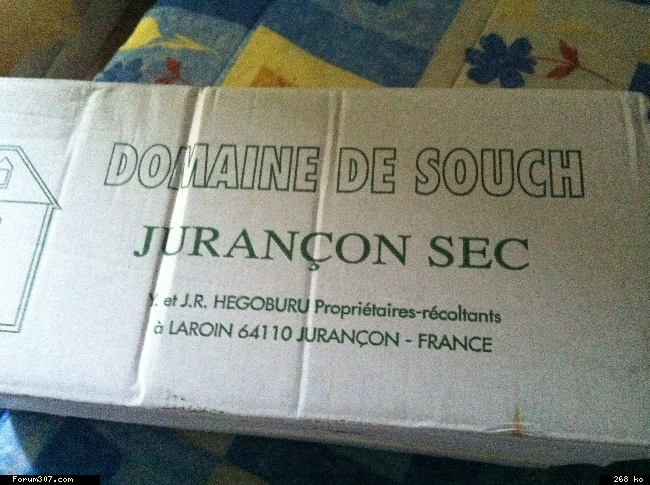 DOMAINE DE SOUCH
JURANÇON SEC
Y. et J.R. HEGOBURU Propriétaires-récoltants
à LAROIN 64110 JURANÇON - FRANCE
Forum307.com
268 ko